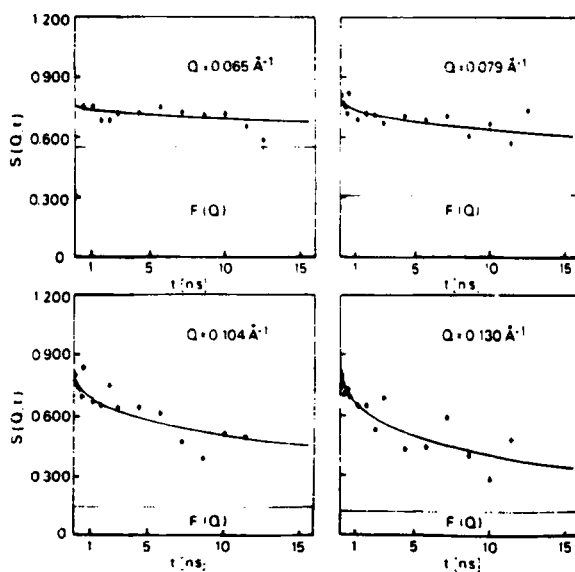 1.200
0.900
0.600
0.300
0
S(Q,t)
Q = 0.065 Å⁻¹
F(Q)
1 5 10 15
t[ns]
Q = 0.079 Å⁻¹
F(Q)
1 5 10 15
t[ns]
1.200
0.900
0.600
0.300
0
S(Q,t)
Q = 0.104 Å⁻¹
F(Q)
1 5 10 15
t[ns]
Q = 0.130 Å⁻¹
F(Q)
1 5 10 15
t[ns]